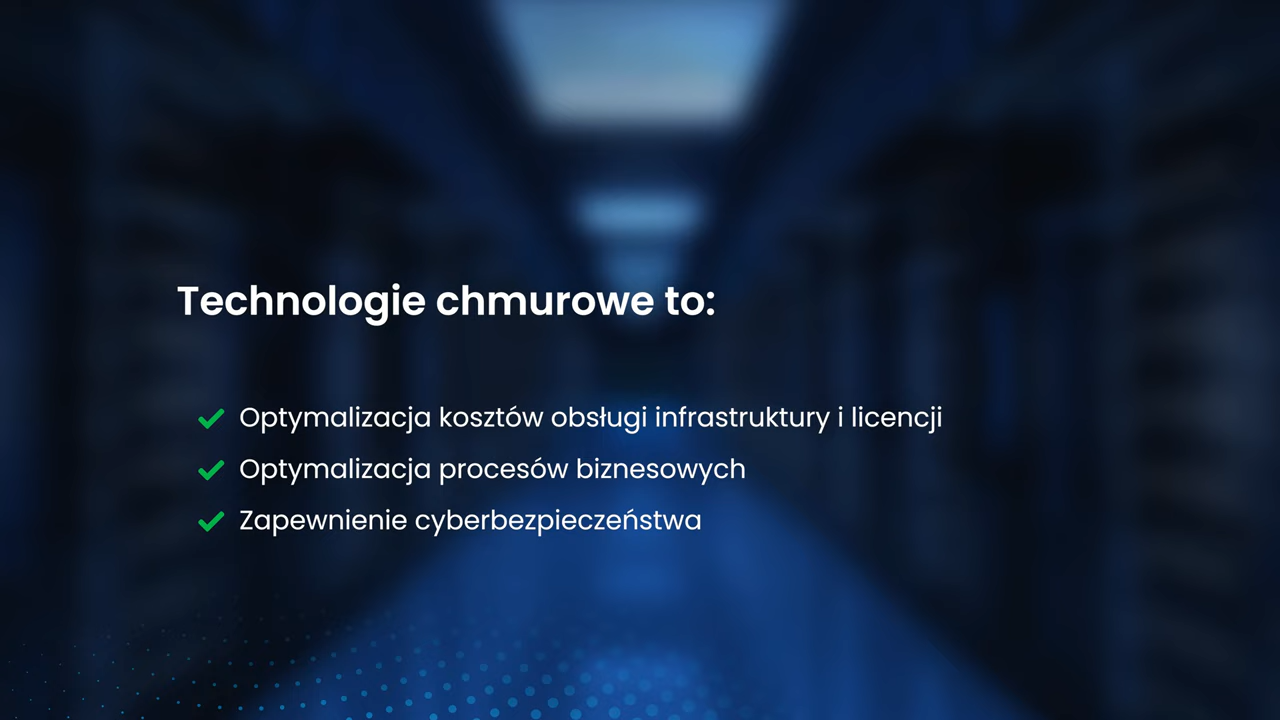 Technologie chmurowe to:
Optymalizacja kosztów obsługi infrastruktury i licencji
Optymalizacja procesów biznesowych
Zapewnienie cyberbezpieczeństwa